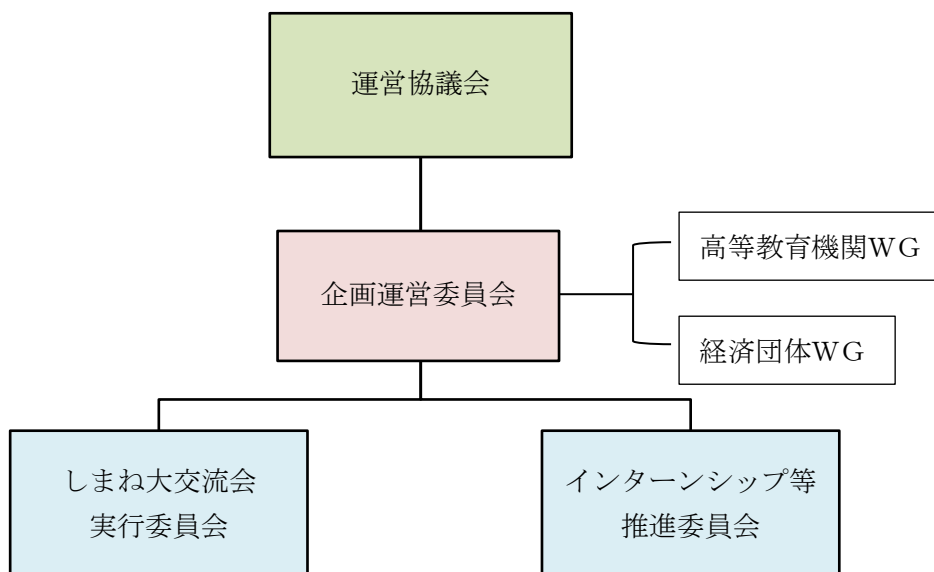 運営協議会
企画運営委員会
高等教育機関ＷＧ
経済団体ＷＧ
しまね大交流会
実行委員会
インターンシップ等
推進委員会